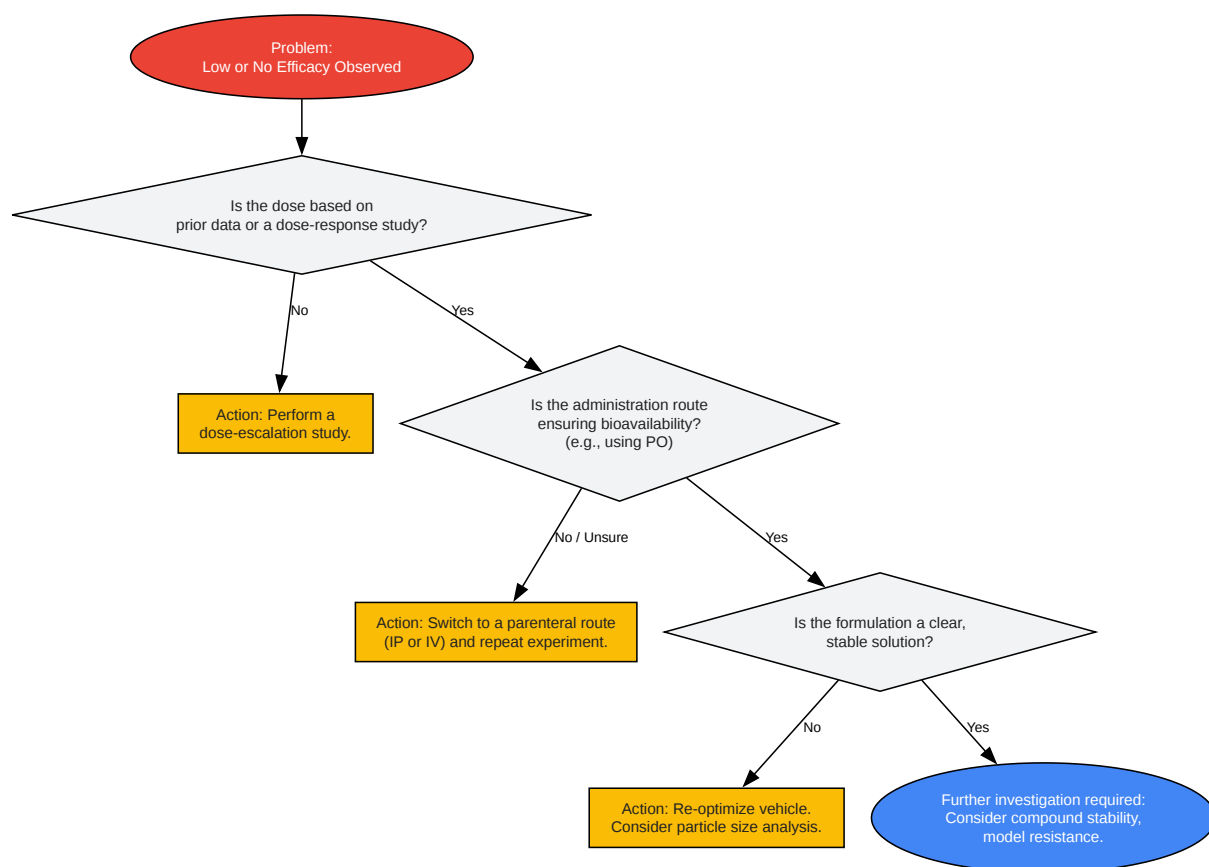 Problem:
Low or No Efficacy Observed
Is the dose based on
prior data or a dose-response study?
No
Yes
Action: Perform a
dose-escalation study.
Is the administration route
ensuring bioavailability?
(e.g., using PO)
No / Unsure
Yes
Action: Switch to a parenteral route
(IP or IV) and repeat experiment.
Is the formulation a clear,
stable solution?
No
Yes
Action: Re-optimize vehicle.
Consider particle size analysis.
Further investigation required:
Consider compound stability,
model resistance.